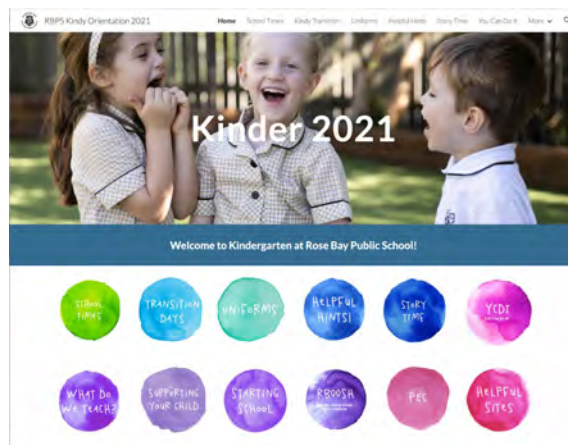 RBPS Kindy Orientation 2021
Home School Times Kindy Transition Uniforms Helpful Hints Story Time You Can Do It More
Kinder 2021
Welcome to Kindergarten at Rose Bay Public School!
SCHOOL
TIMES
TRANSITION
DAYS
UNIFORMS
HELPFUL
HINTS!
STORY
TIME
YCDI
WHAT DO
WE TEACH?
SUPPORTING
YOUR CHILD
STARTING
SCHOOL
RBOOSH
P&C
HELPFUL
SITES